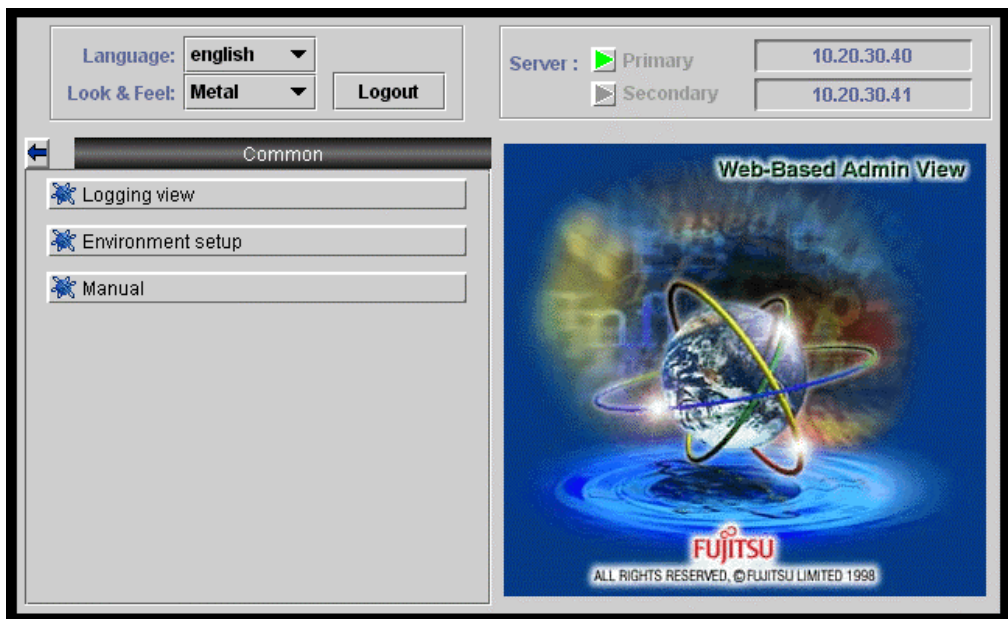 Language: english
Look & Feel: Metal Logout
Server : Primary 10.20.30.40
Secondary 10.20.30.41
Common
Logging view
Environment setup
Manual
Web-Based Admin View
FUJITSU
ALL RIGHTS RESERVED, © FUJITSU LIMITED 1998